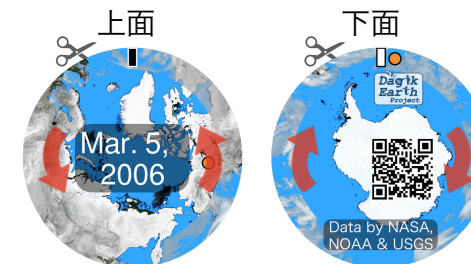 上面
下面
Mar. 5,
2006
Dagik
Earth
Project
Data by NASA,
NOAA & USGS